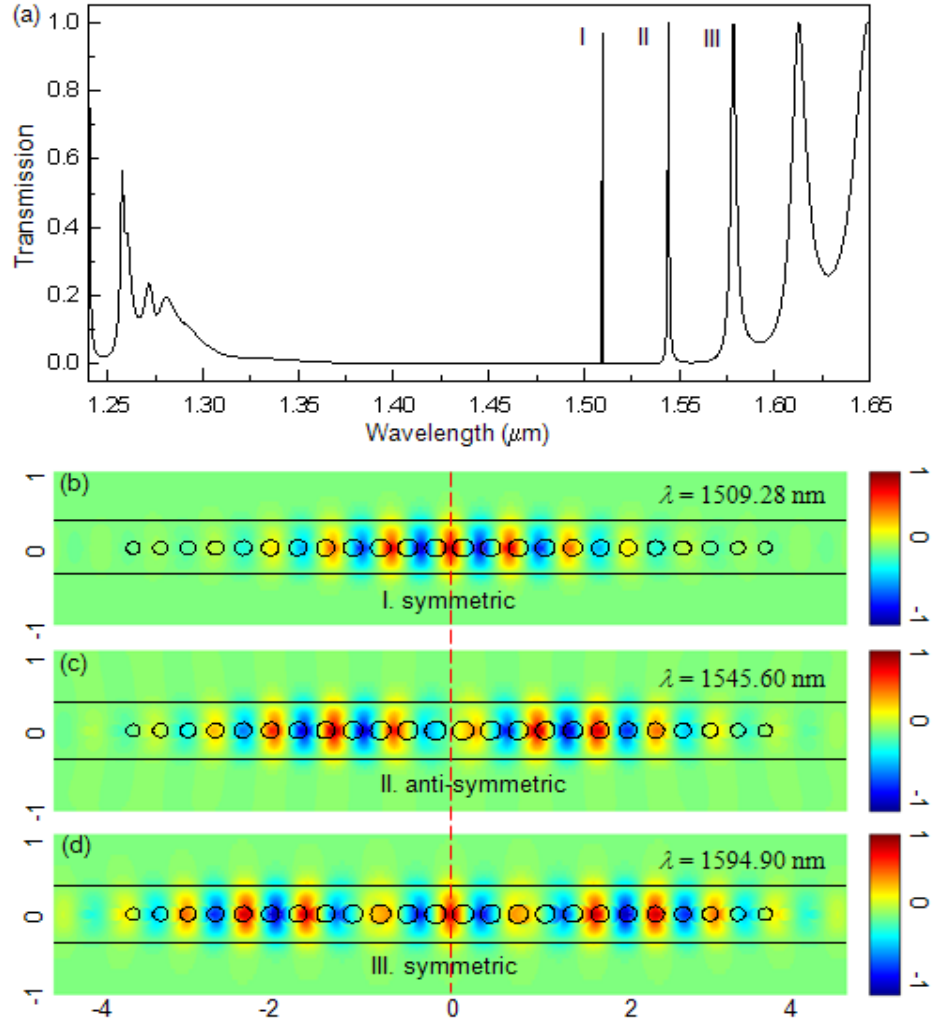 (a)
1.0
0.8
0.6
0.4
0.2
0.0
Transmission
I II III
1.25 1.30 1.35 1.40 1.45 1.50 1.55 1.60 1.65
Wavelength (μm)
(b)
λ = 1509.28 nm
I. symmetric
1
0
-1
1
0
-1
(c)
λ = 1545.60 nm
II. anti-symmetric
1
0
-1
1
0
-1
(d)
λ = 1594.90 nm
III. symmetric
1
0
-1
1
0
-1
-4 -2 0 2 4